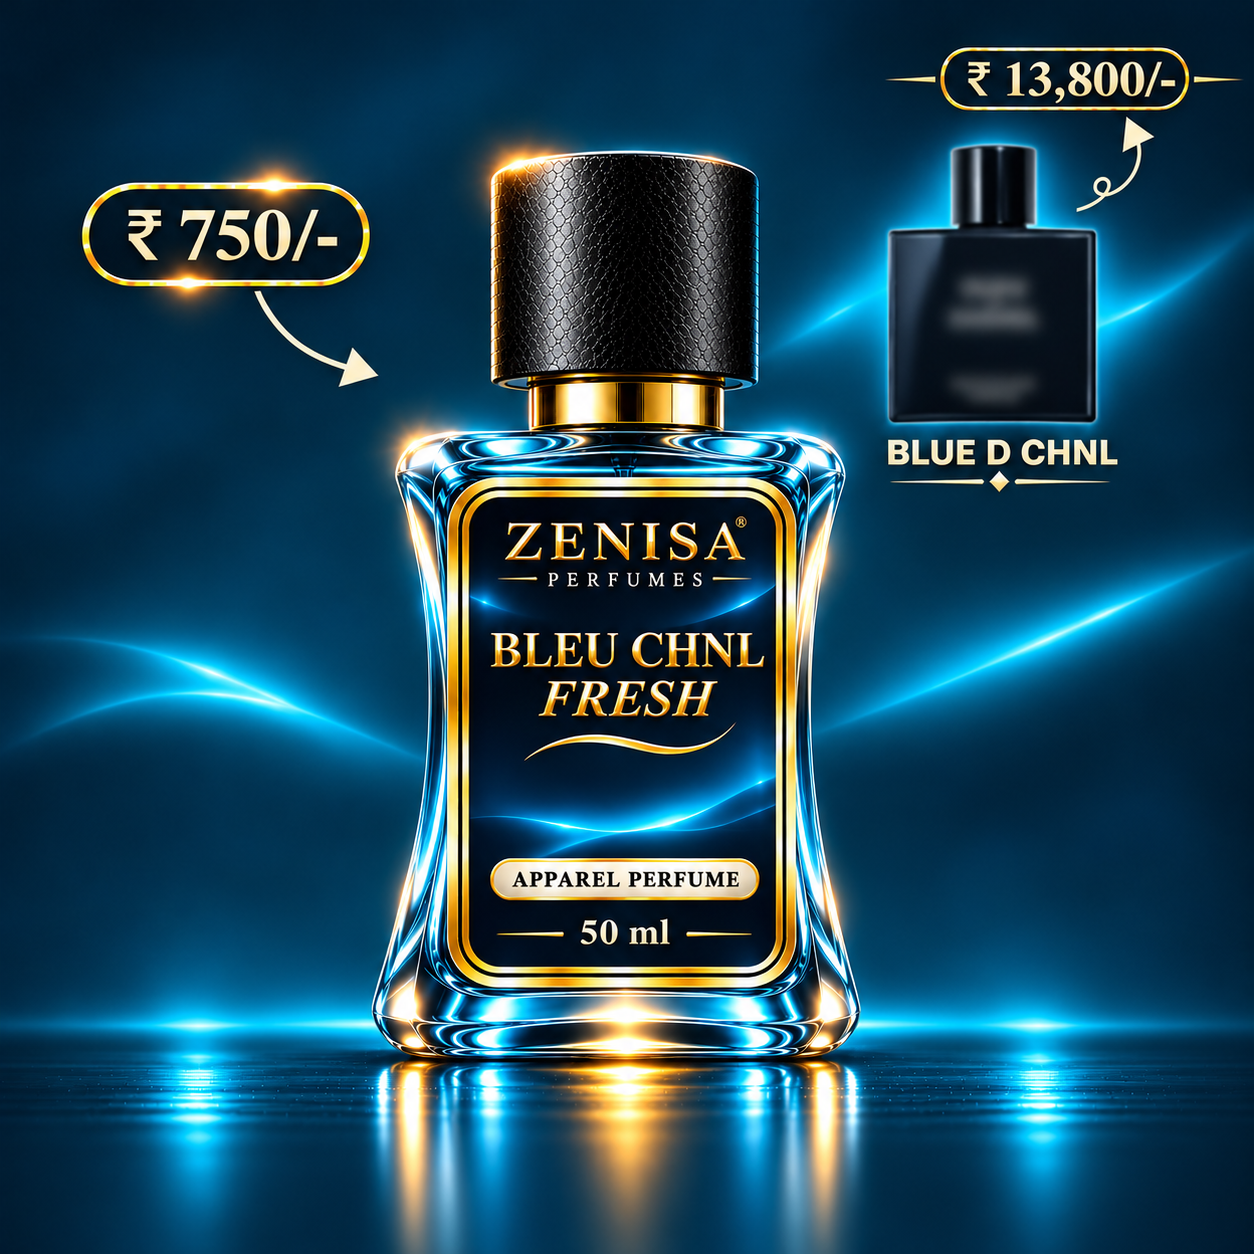 ₹ 13,800/-
₹ 750/-
BLUE D CHNL
ZENISA®
PERFUMES
BLEU CHNL
FRESH
APPAREL PERFUME
50 ml